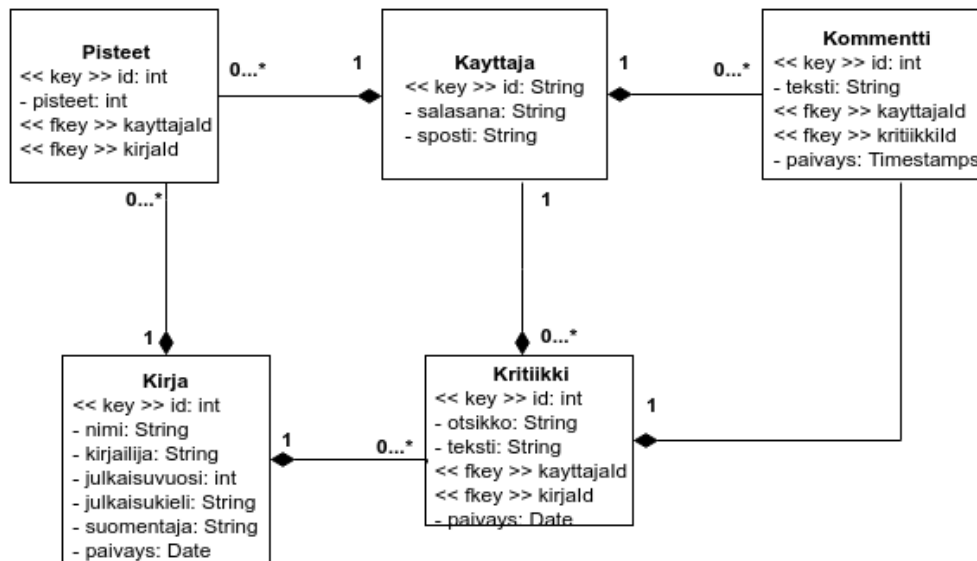 Pisteet
<< key >> id: int
- pisteet: int
<< fkey >> kayttajaId
<< fkey >> kirjaId
0...*
1
Kayttaja
<< key >> id: String
- salasana: String
- sposti: String
1
0...*
Kommentti
<< key >> id: int
- teksti: String
<< fkey >> kayttajaId
<< fkey >> kritiikkiId
- paivays: Timestamps
0...*
1
1
0...*
Kirja
<< key >> id: int
- nimi: String
- kirjailija: String
- julkaisuvuosi: int
- julkaisukieli: String
- suomentaja: String
- paivays: Date
1
0...*
Kritiikki
<< key >> id: int
- otsikko: String
- teksti: String
<< fkey >> kayttajaId
<< fkey >> kirjaId
- paivays: Date
1